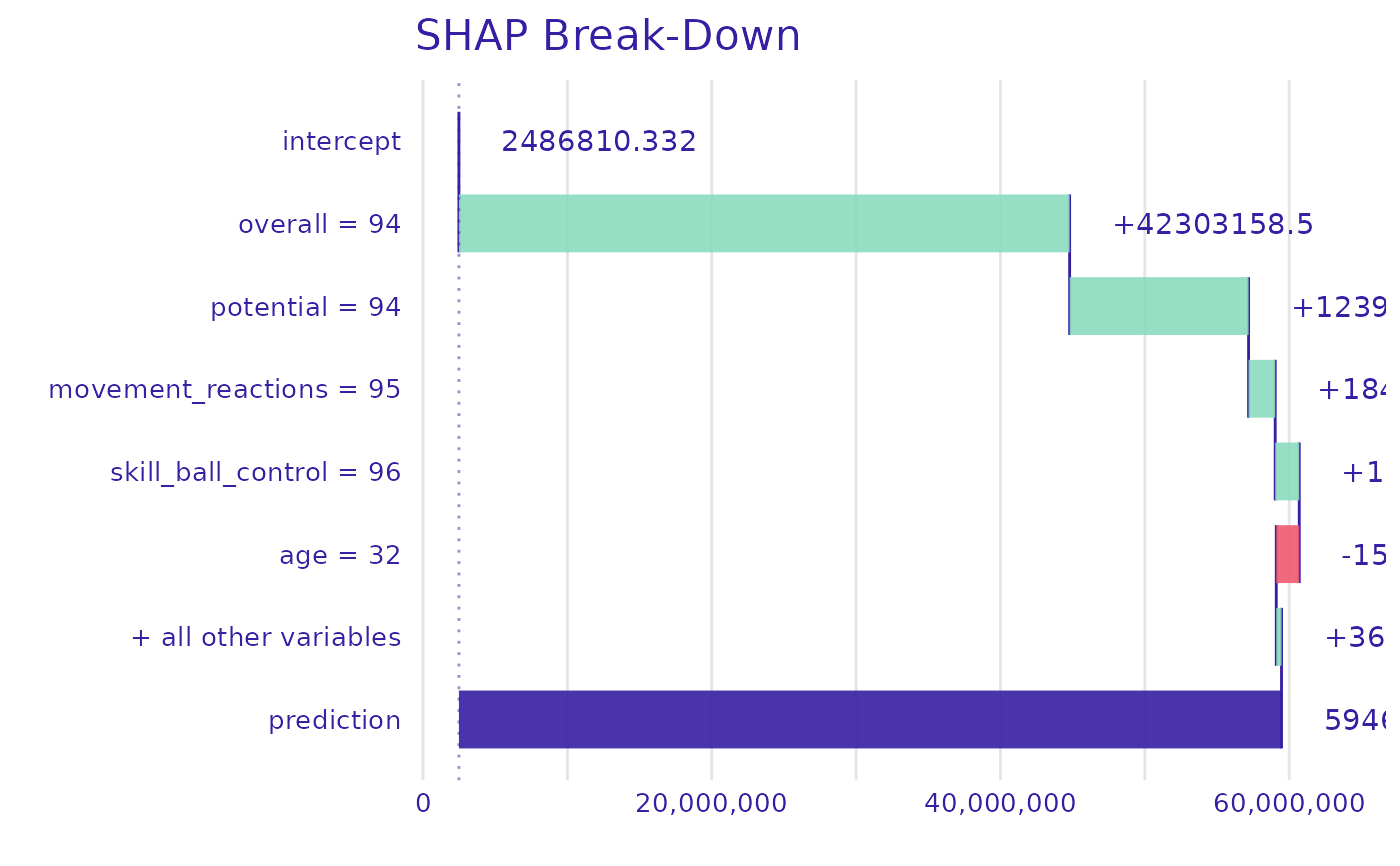 SHAP Break-Down
intercept 2486810.332
overall = 94 +42303158.5
potential = 94 +1239
movement_reactions = 95 +184
skill_ball_control = 96 +1
age = 32 -15
+ all other variables +36
prediction 5946
0 20,000,000 40,000,000 60,000,000